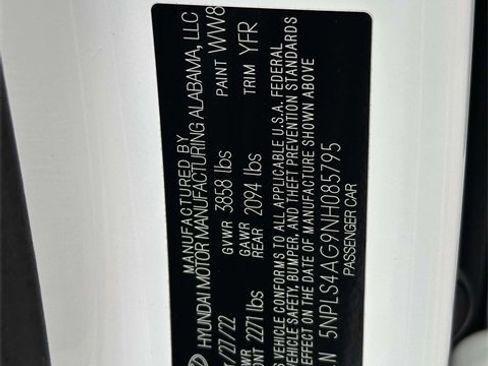 MANUFACTURED BY
HYUNDAI MOTOR MANUFACTURING ALABAMA, LLC
/27/22 GVWR 3858 lbs PAINT WW8
GAWR
2271 lbs REAR 2094 lbs TRIM YFR
VEHICLE CONFORMS TO ALL APPLICABLE U.S.A. FEDERAL
VEHICLE SAFETY, BUMPER, AND THEFT PREVENTION STANDARDS
EFFECT ON THE DATE OF MANUFACTURE SHOWN ABOVE
5NPLS4AG9NH085795
PASSENGER CAR